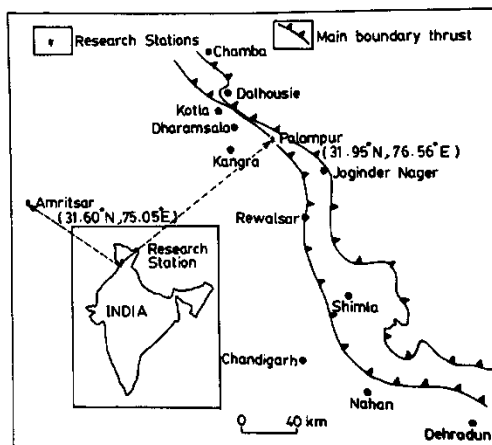 Research Stations
Main boundary thrust
Chamba
Dalhousie
Kotla
Dharamsala
Palampur
(31.95°N, 76.56°E)
Kangra
Joginder Nager
Amritsar
(31.60°N, 75.05°E)
Rewalsar
Research
Station
INDIA
Shimla
Chandigarh
Nahan
0 40 km
Dehradun